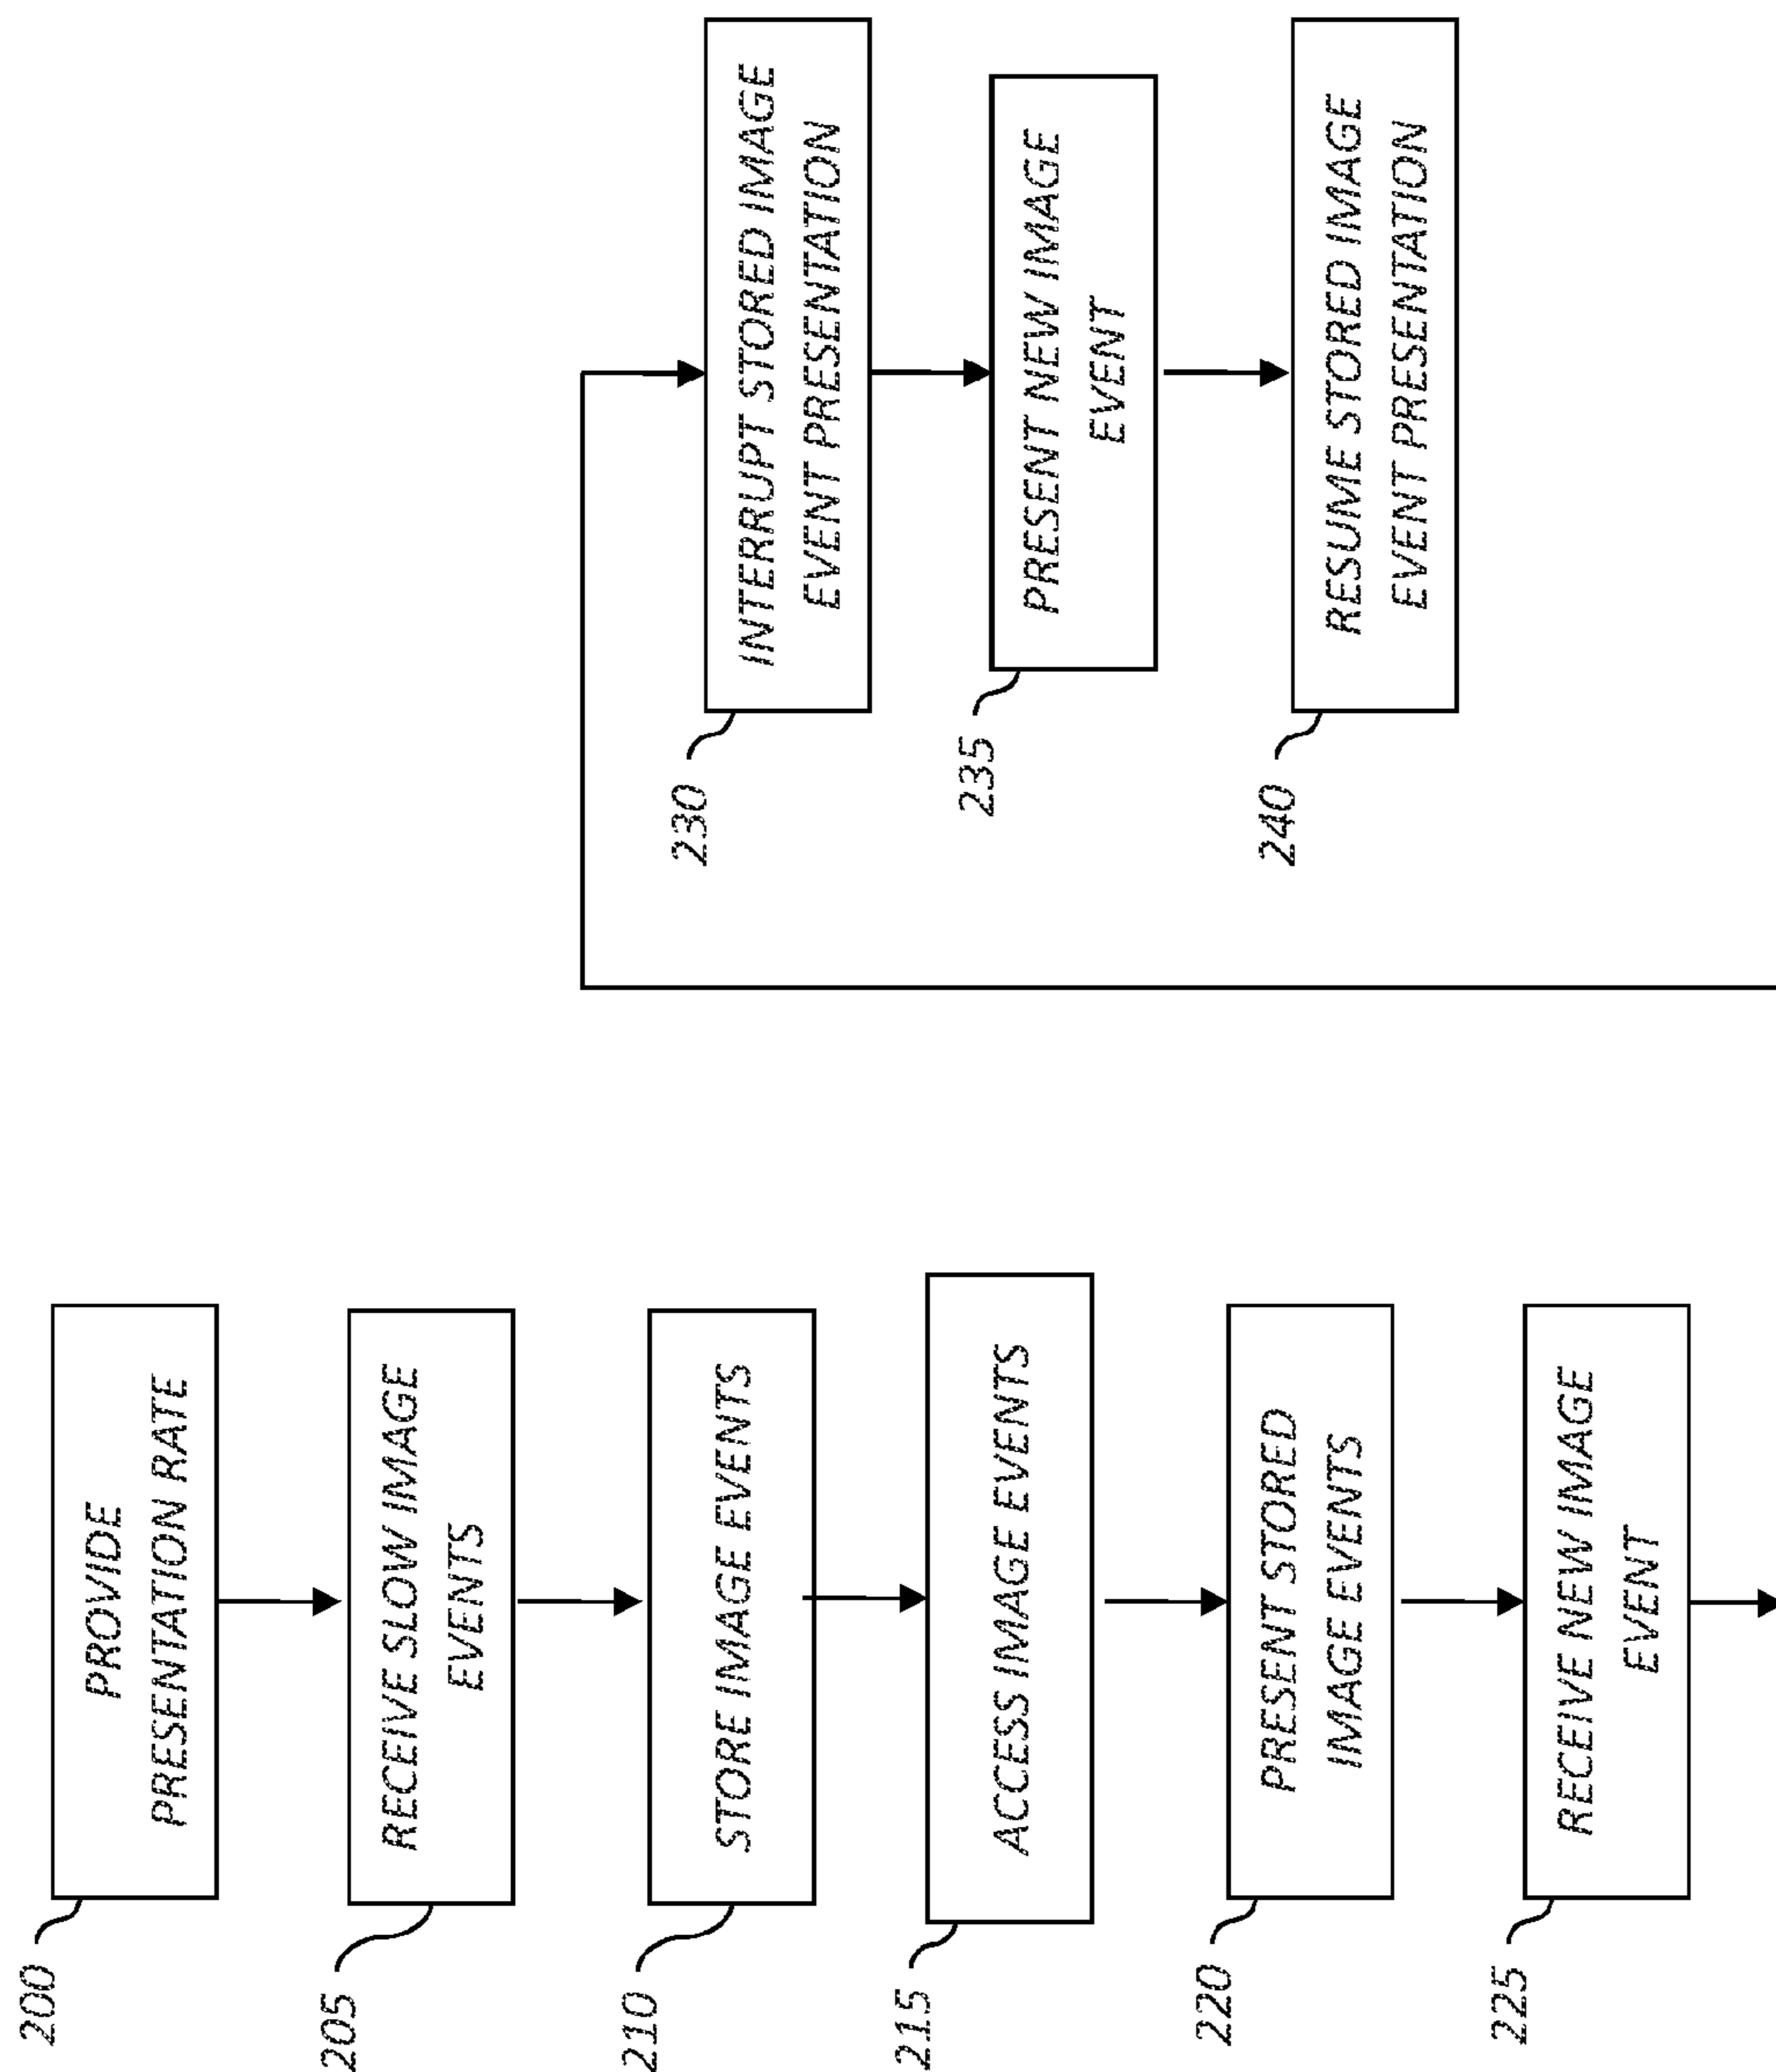 200
PROVIDE
PRESENTATION RATE
205
RECEIVE SLOW IMAGE
EVENTS
210
STORE IMAGE EVENTS
215
ACCESS IMAGE EVENTS
220
PRESENT STORED
IMAGE EVENTS
225
RECEIVE NEW IMAGE
EVENT
230
INTERRUPT STORED IMAGE
EVENT PRESENTATION
235
PRESENT NEW IMAGE
EVENT
240
RESUME STORED IMAGE
EVENT PRESENTATION